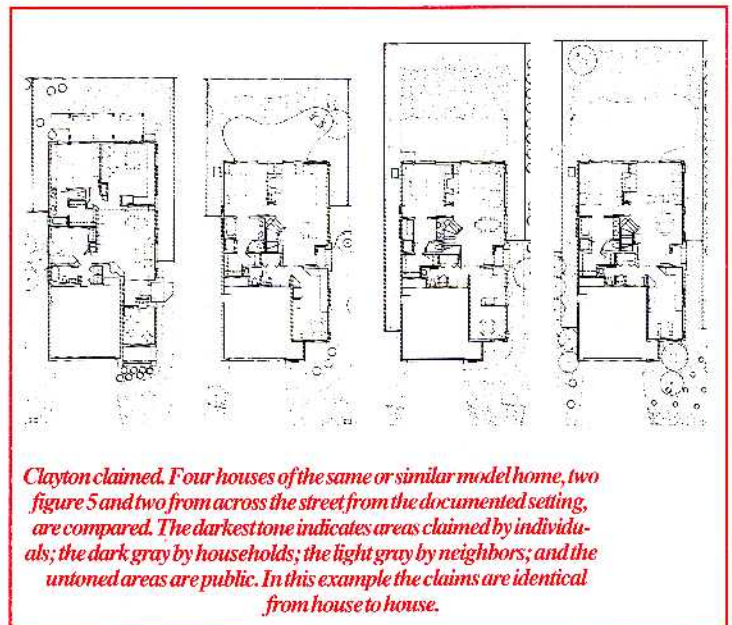 Clayton claimed. Four houses of the same or similar model home, two
figure 5 and two from across the street from the documented setting,
are compared. The darkest tone indicates areas claimed by individu-
als; the dark gray by households; the light gray by neighbors; and the
untoned areas are public. In this example the claims are identical
from house to house.